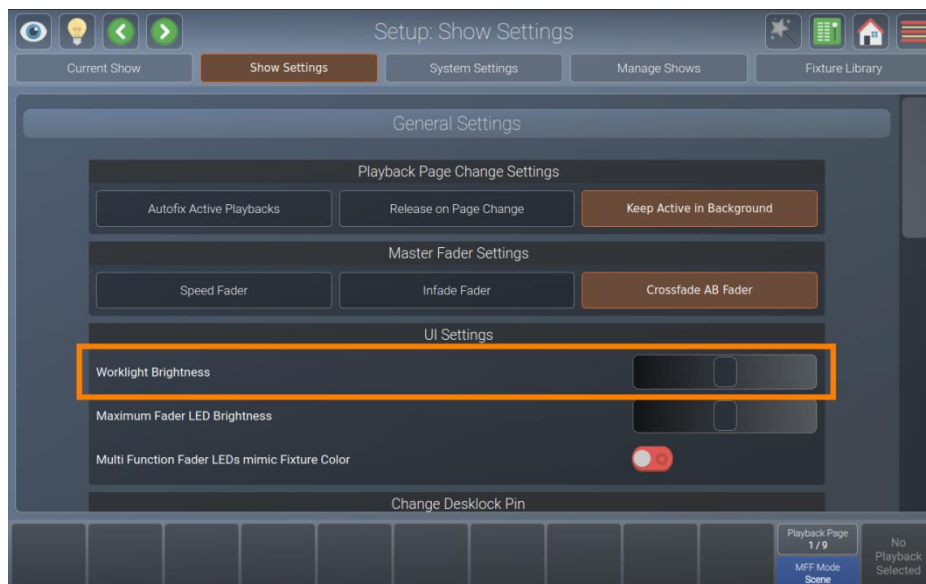 Setup: Show Settings
Current Show
Show Settings
System Settings
Manage Shows
Fixture Library
General Settings
Playback Page Change Settings
Autofix Active Playbacks
Release on Page Change
Keep Active in Background
Master Fader Settings
Speed Fader
Infade Fader
Crossfade AB Fader
UI Settings
Worklight Brightness
Maximum Fader LED Brightness
Multi Function Fader LEDs mimic Fixture Color
Change Desklock Pin
Playback Page
1 / 9
MFF Mode
Scene
No
Playback
Selected